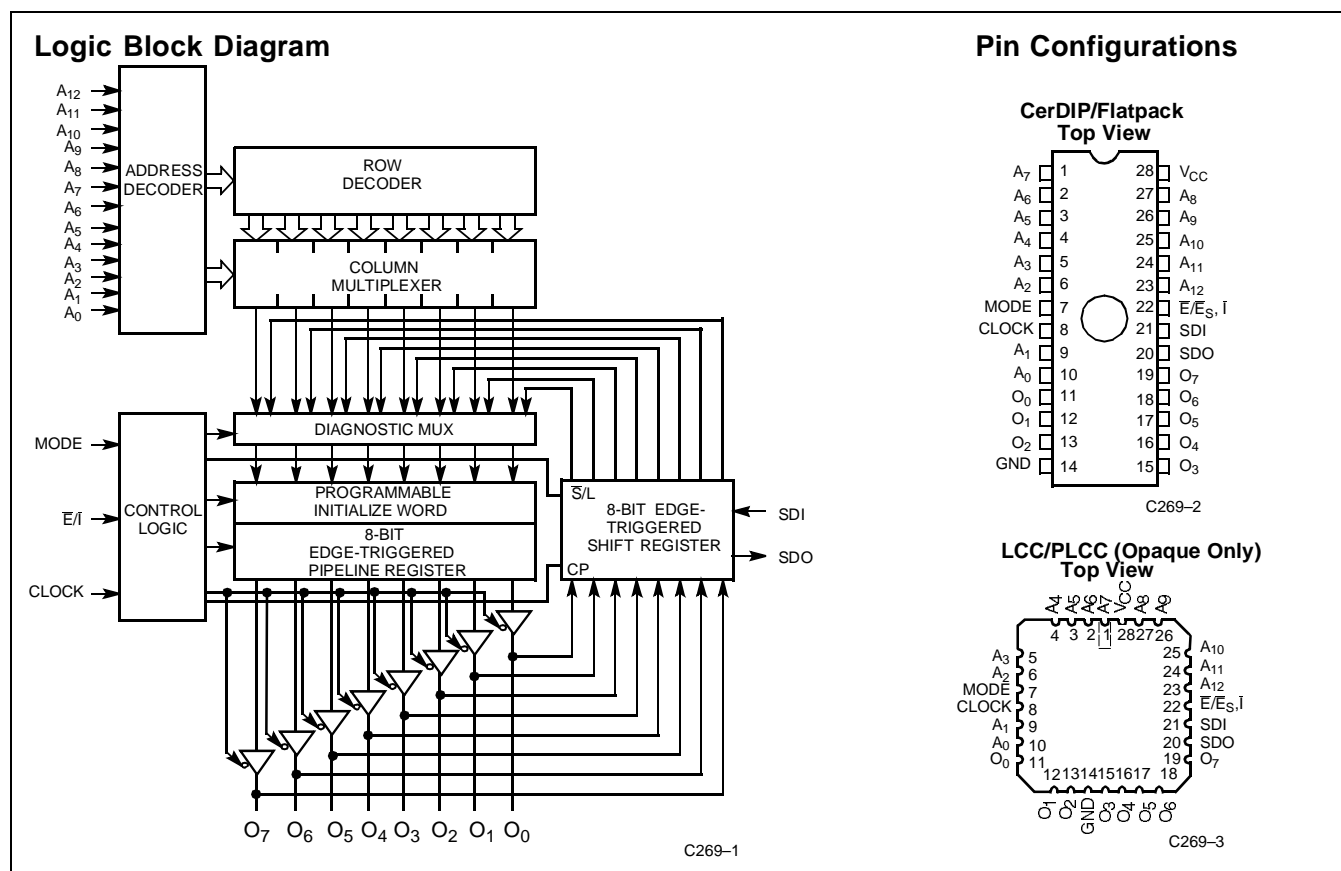 Logic Block Diagram
A12
A11
A10
A9
A8
A7
A6
A5
A4
A3
A2
A1
A0
ADDRESS
DECODER
ROW
DECODER
COLUMN
MULTIPLEXER
DIAGNOSTIC MUX
MODE
E̅/I̅
CLOCK
CONTROL
LOGIC
PROGRAMMABLE
INITIALIZE WORD
8-BIT
EDGE-TRIGGERED
PIPELINE REGISTER
S̅/L
8-BIT EDGE-
TRIGGERED
SHIFT REGISTER
CP
SDI
SDO
O7 O6 O5 O4 O3 O2 O1 O0
C269–1
Pin Configurations
CerDIP/Flatpack
Top View
A7 1 28 VCC
A6 2 27 A8
A5 3 26 A9
A4 4 25 A10
A3 5 24 A11
A2 6 23 A12
MODE 7 22 E̅/E̅S, I̅
CLOCK 8 21 SDI
A1 9 20 SDO
A0 10 19 O7
O0 11 18 O6
O1 12 17 O5
O2 13 16 O4
GND 14 15 O3
C269–2
LCC/PLCC (Opaque Only)
Top View
A4 A5 A6 A7 VCC A8 A9
4 3 2 1 28 27 26
A3 5 25 A10
A2 6 24 A11
MODE 7 23 A12
CLOCK 8 22 E̅/E̅S,I̅
A1 9 21 SDI
A0 10 20 SDO
O0 11 19 O7
12 13 14 15 16 17 18
O1 O2 GND O3 O4 O5 O6
C269–3